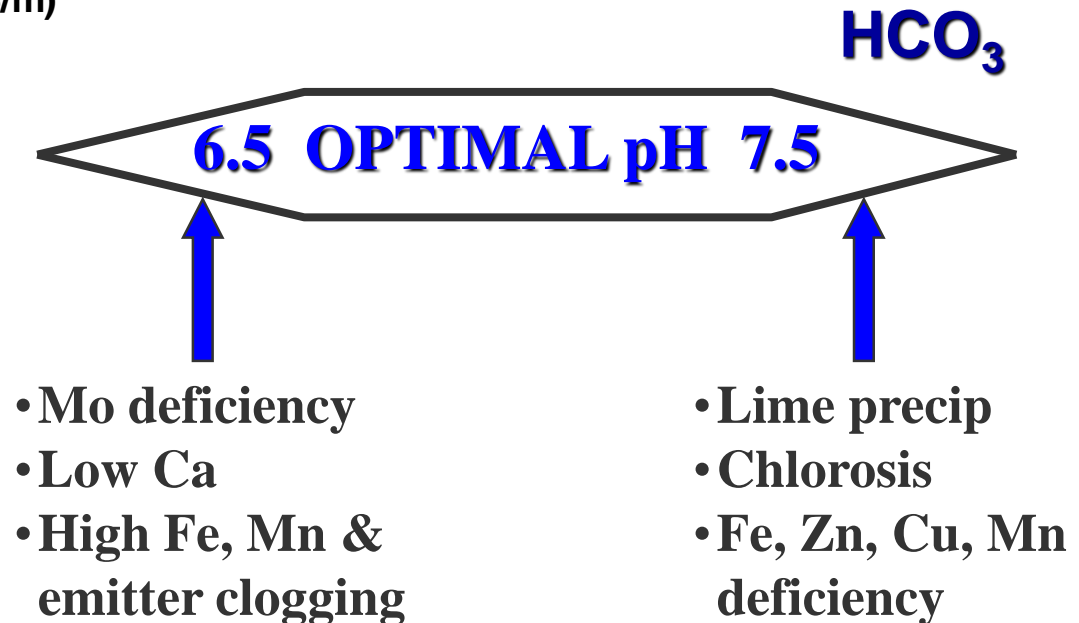 /m)
HCO₃
6.5 OPTIMAL pH 7.5
•Mo deficiency
•Low Ca
•High Fe, Mn &
emitter clogging
•Lime precip
•Chlorosis
•Fe, Zn, Cu, Mn
deficiency